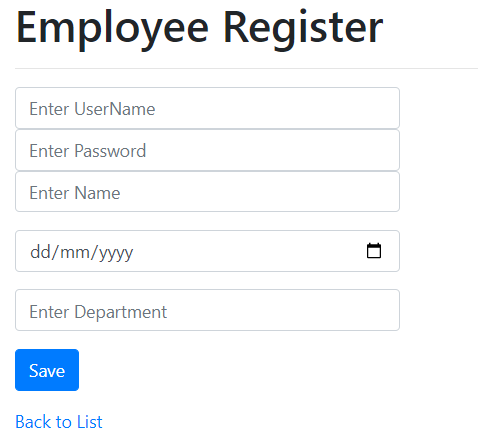 Employee Register
Enter UserName
Enter Password
Enter Name
dd/mm/yyyy
Enter Department
Save
Back to List